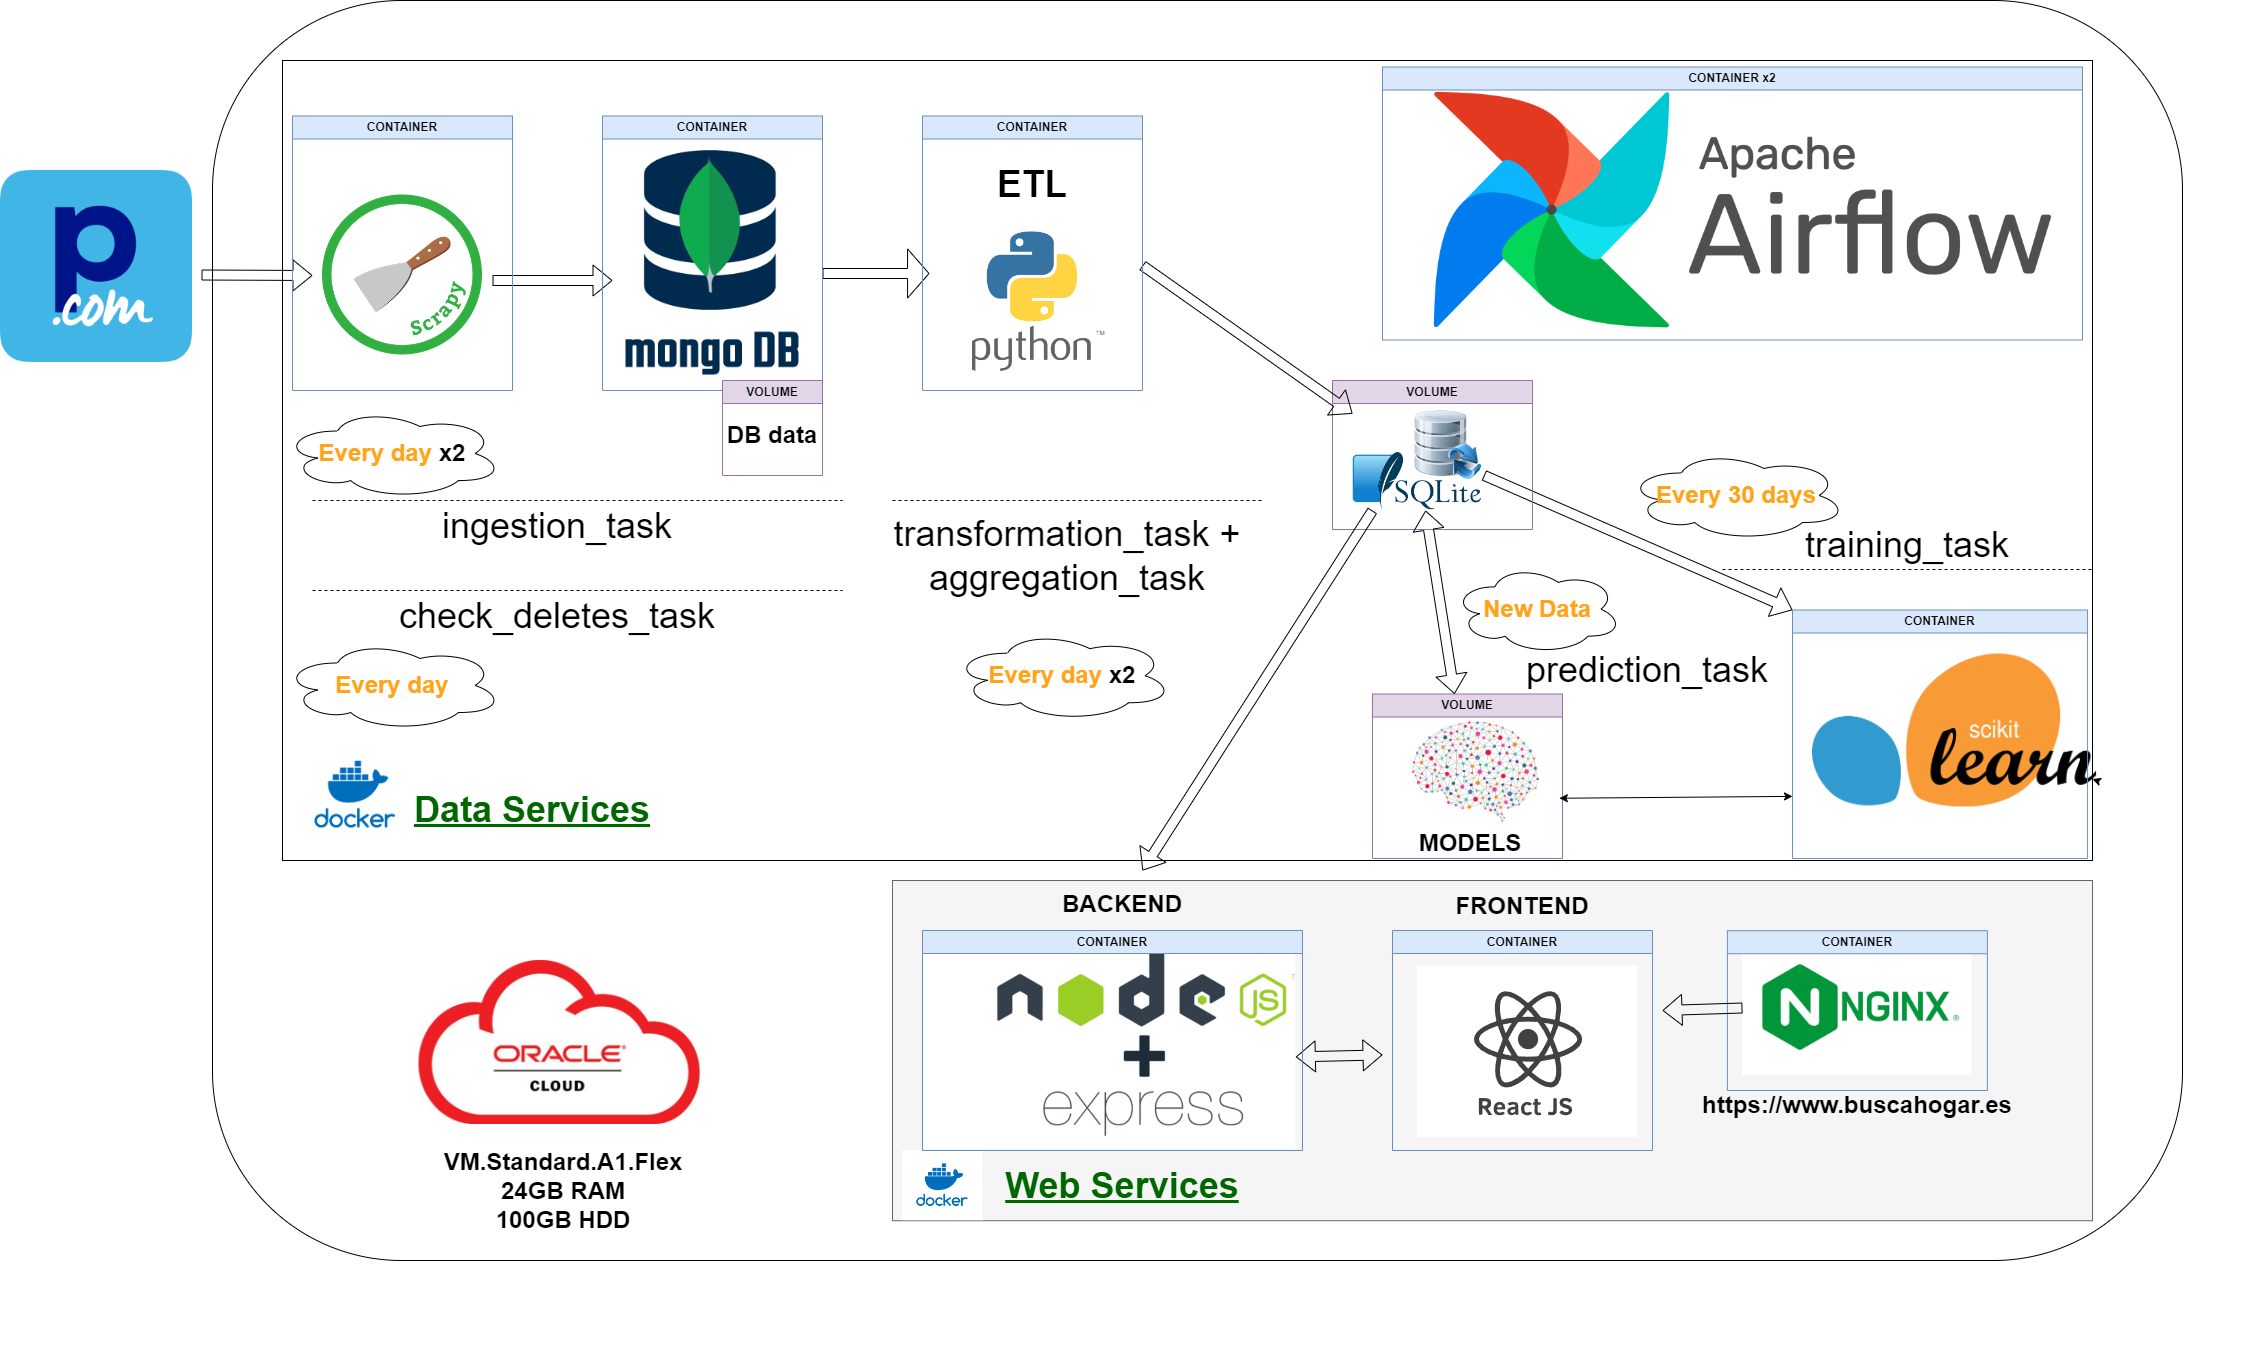 p
.com
CONTAINER
Scrapy
CONTAINER
mongo DB
VOLUME
DB data
CONTAINER
ETL
python™
CONTAINER x2
Apache
Airflow
VOLUME
SQLite
Every day x2
ingestion_task
check_deletes_task
Every day
transformation_task +
aggregation_task
Every day x2
Every 30 days
training_task
New Data
prediction_task
VOLUME
MODELS
CONTAINER
scikit
learn
docker
Data Services
ORACLE®
CLOUD
VM.Standard.A1.Flex
24GB RAM
100GB HDD
BACKEND
CONTAINER
node
JS
+
express
FRONTEND
CONTAINER
React JS
CONTAINER
N
NGINX®
https://www.buscahogar.es
docker
Web Services